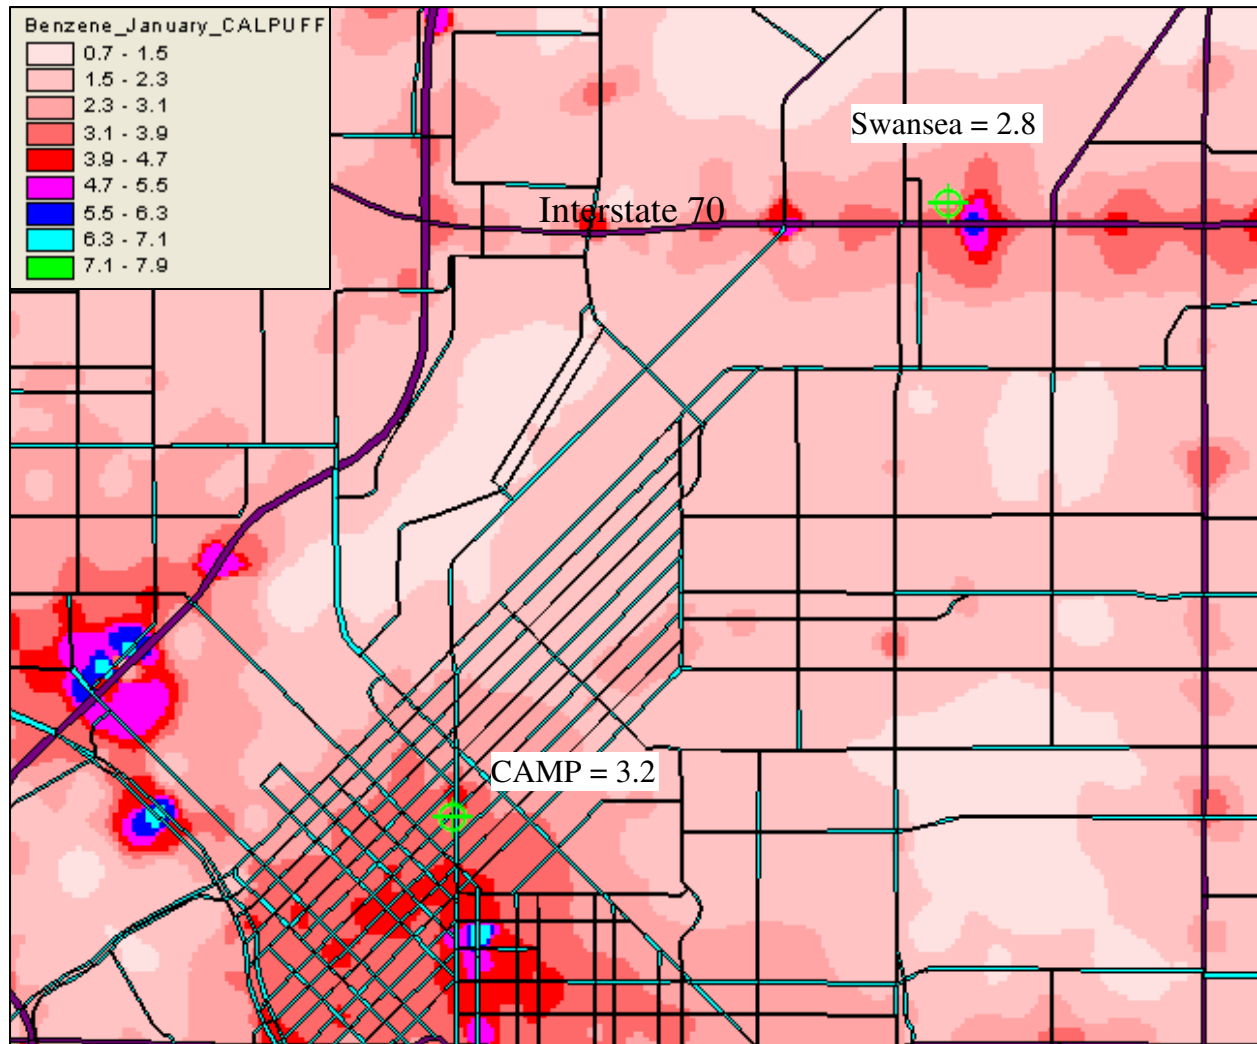 Benzene_January_CALPUFF
0.7 - 1.5
1.5 - 2.3
2.3 - 3.1
3.1 - 3.9
3.9 - 4.7
4.7 - 5.5
5.5 - 6.3
6.3 - 7.1
7.1 - 7.9
Swansea = 2.8
Interstate 70
CAMP = 3.2